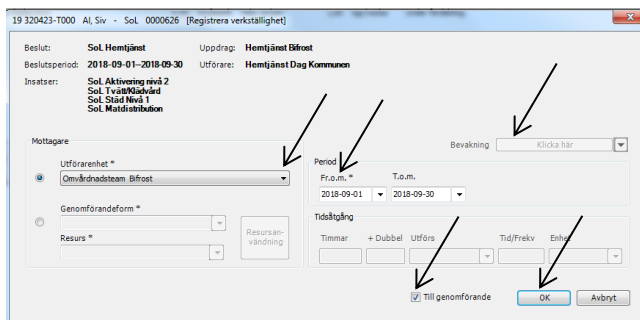 19 320423-T000 Al, Siv - SoL 0000626 [Registrera verkställighet]
Beslut: SoL Hemtjänst Uppdrag: Hemtjänst Bifrost
Beslutsperiod: 2018-09-01--2018-09-30 Utförare: Hemtjänst Dag Kommunen
Insatser: SoL Aktivering nivå 2
SoL Tvätt/Klädvård
SoL Städ Nivå 1
SoL Matdistribution
Mottagare
Bevakning Klicka här
Utförarenhet *
Omvårdnadsteam Bifrost
Period
Fr.o.m. * T.o.m.
2018-09-01 2018-09-30
Genomförandeform *
Resurs *
Resursan-
vändning
Tidsåtgång
Timmar + Dubbel Utförs Tid/Frekv Enhet
Till genomförande OK Avbryt